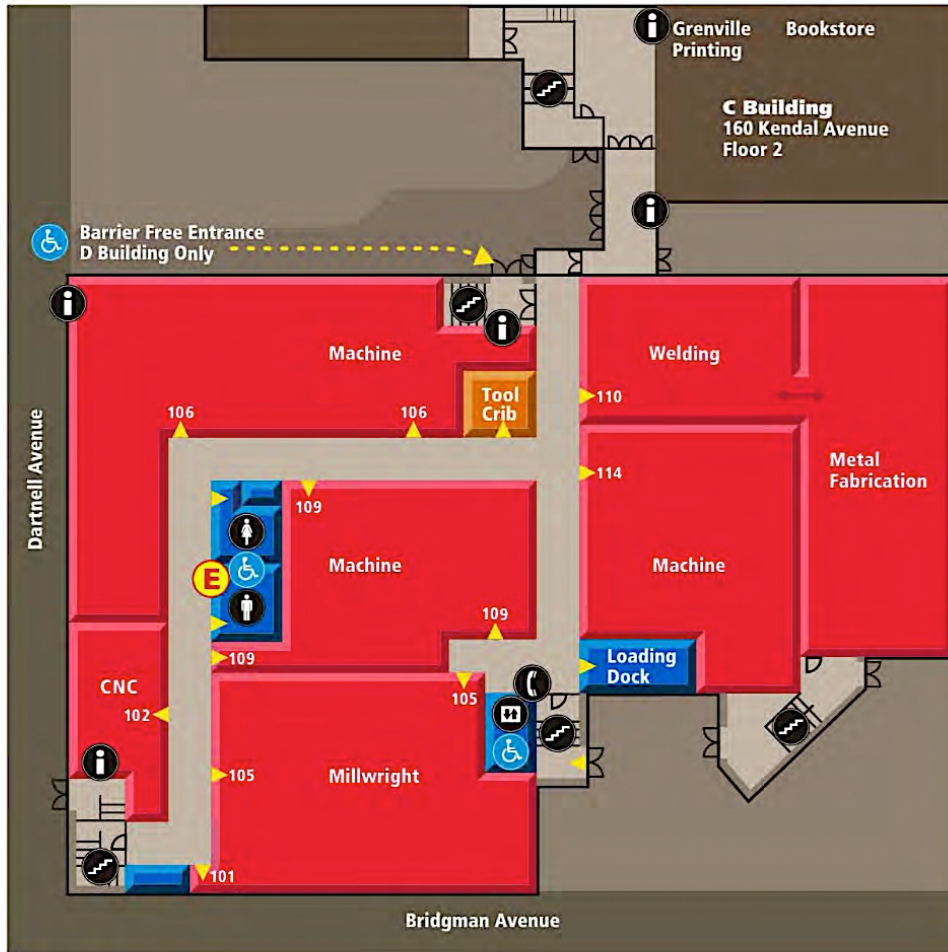 Grenville Bookstore
Printing
C Building
160 Kendal Avenue
Floor 2
Barrier Free Entrance
D Building Only
Machine
Welding
Tool
Crib
110
106
106
114
Metal
Fabrication
Dartnell Avenue
109
Machine
Machine
E
109
109
Loading
Dock
CNC
105
102
105
Millwright
101
Bridgman Avenue